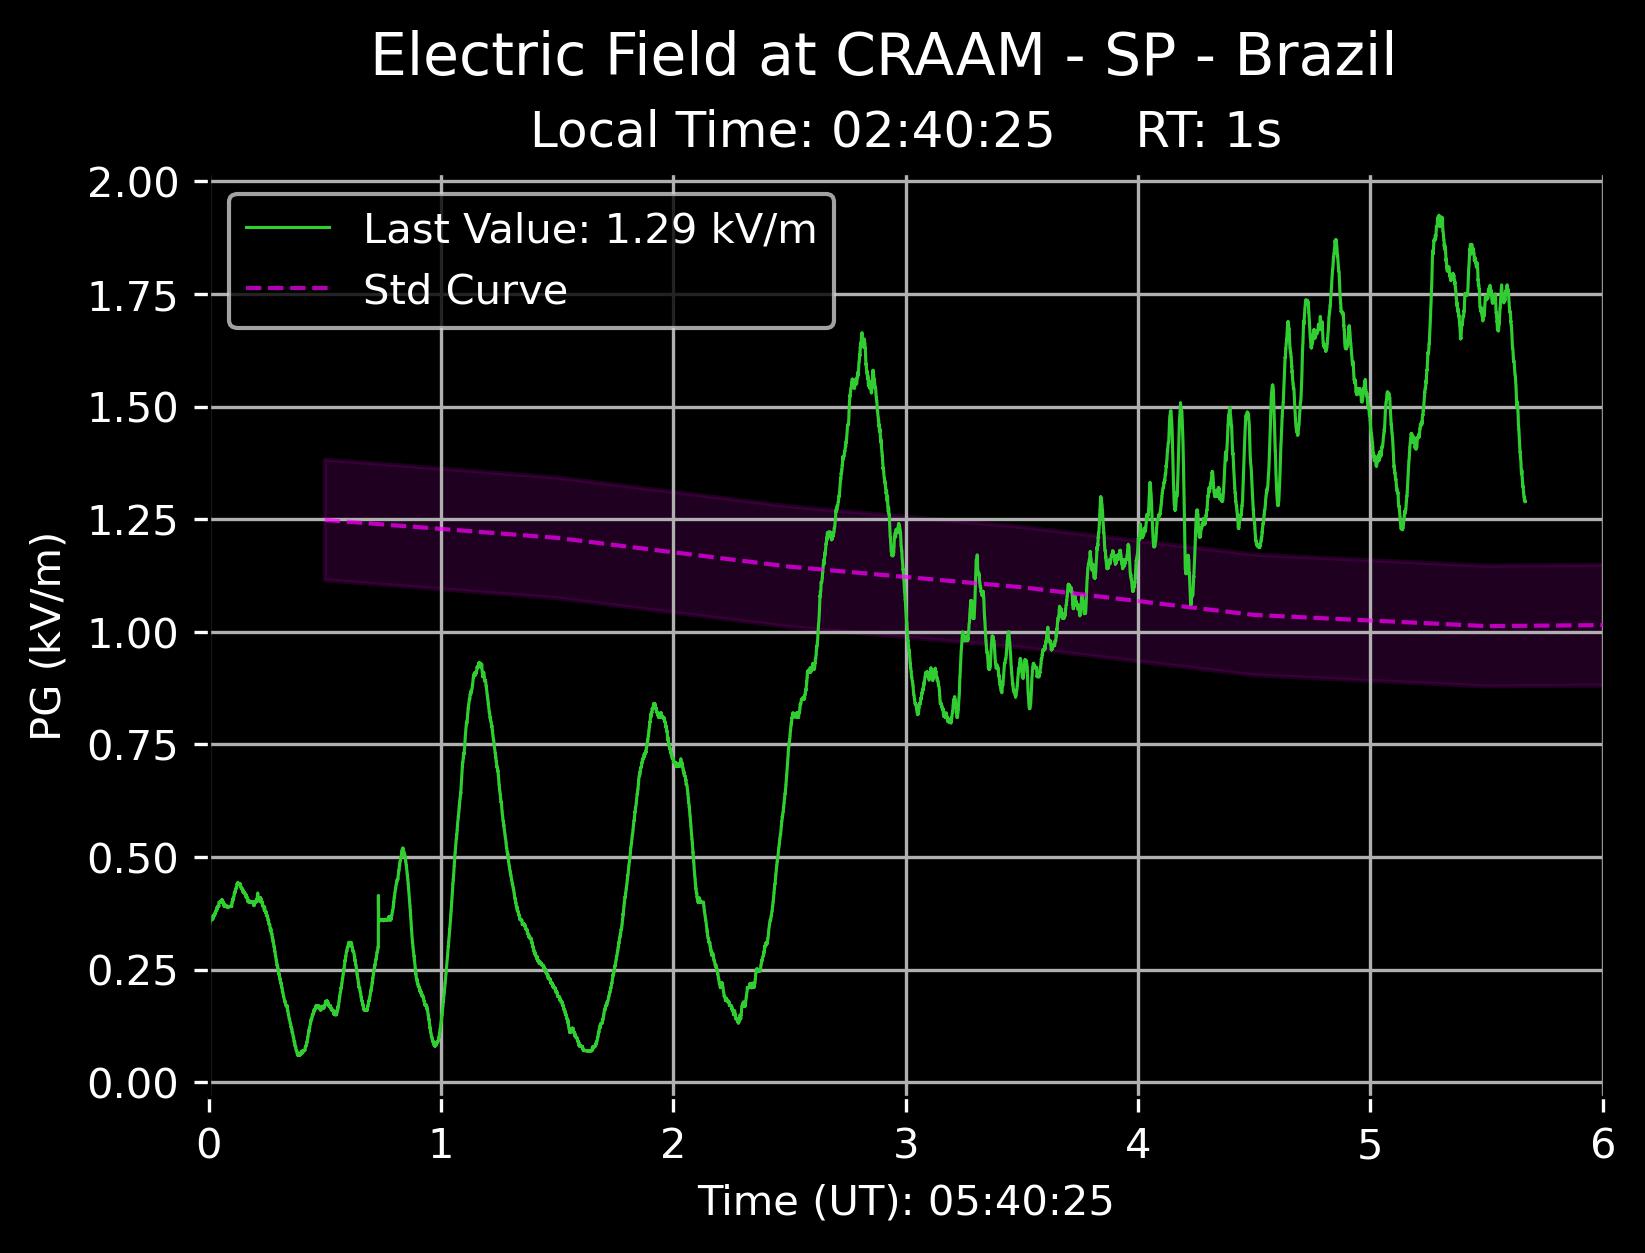 Electric Field at CRAAM - SP - Brazil
Local Time: 02:40:25 RT: 1s
Last Value: 1.29 kV/m
Std Curve
PG (kV/m)
2.00
1.75
1.50
1.25
1.00
0.75
0.50
0.25
0.00
0 1 2 3 4 5 6
Time (UT): 05:40:25